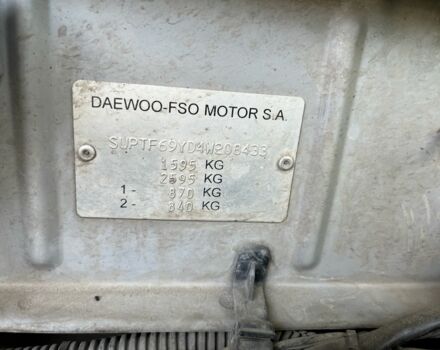 DAEWOO-FSO MOTOR S.A.
SUPTF69YD4W208433
1595 KG
2595 KG
1- 870 KG
2- 840 KG